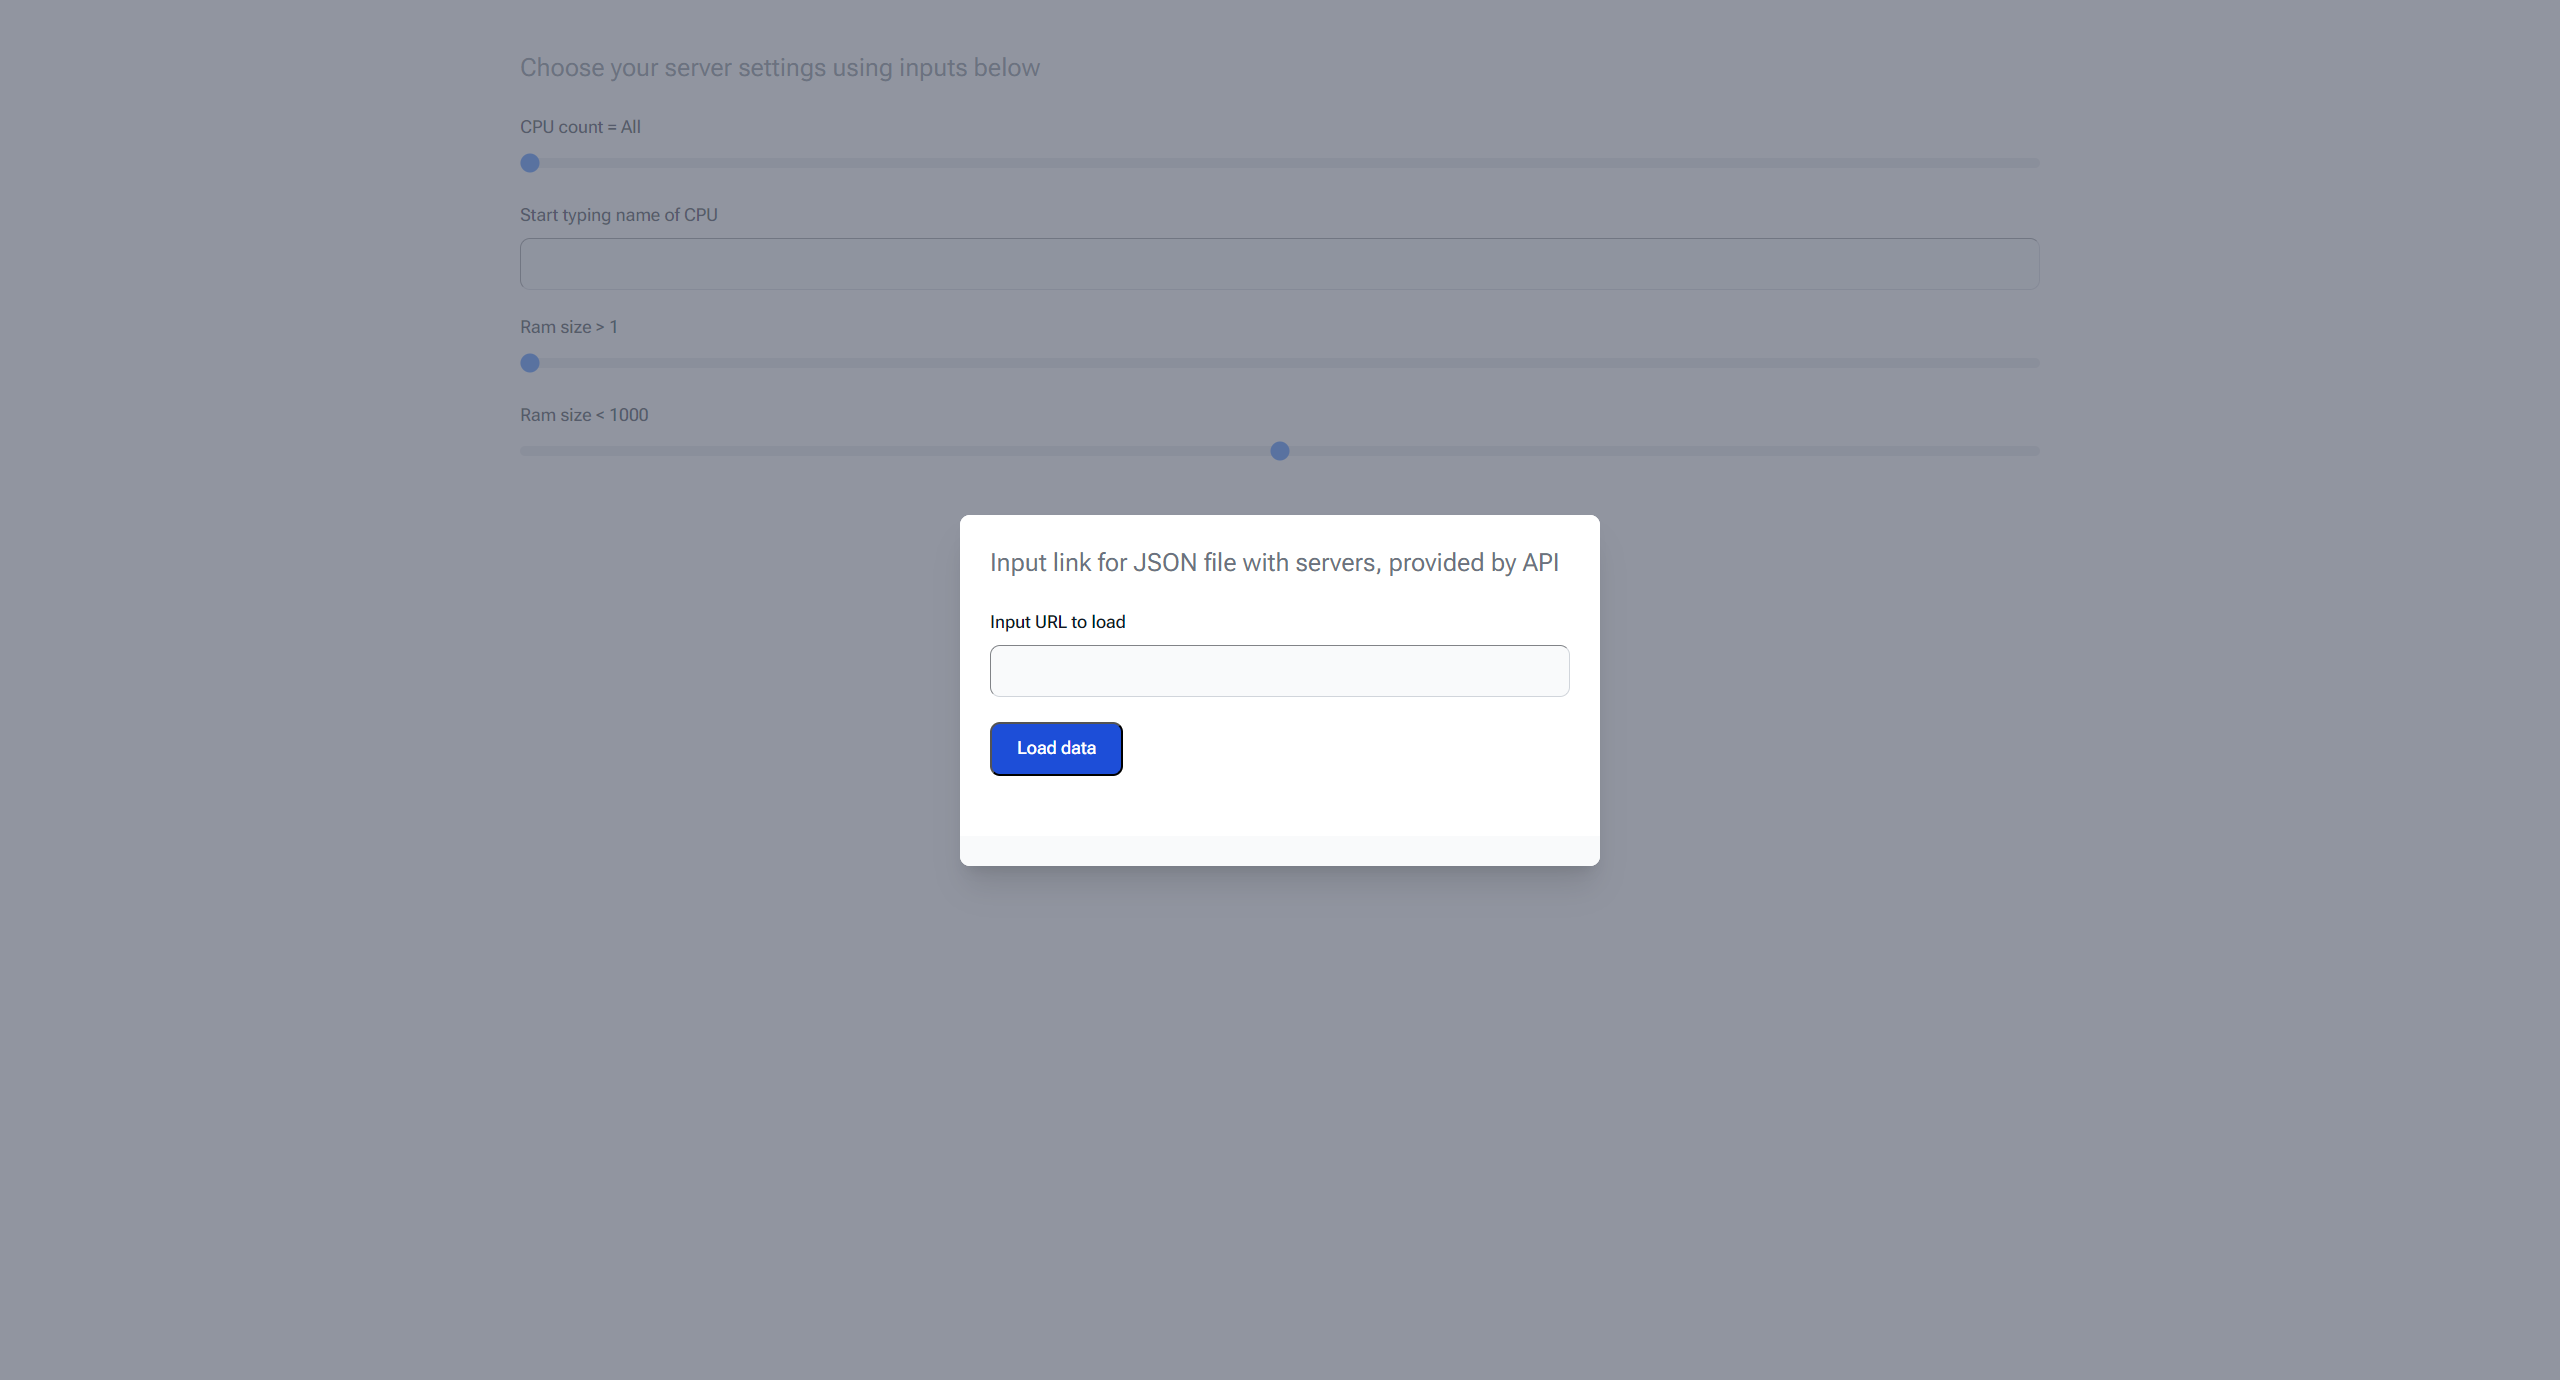 Choose your server settings using inputs below
CPU count = All
Start typing name of CPU
Ram size > 1
Ram size < 1000
Input link for JSON file with servers, provided by API
Input URL to load
Load data